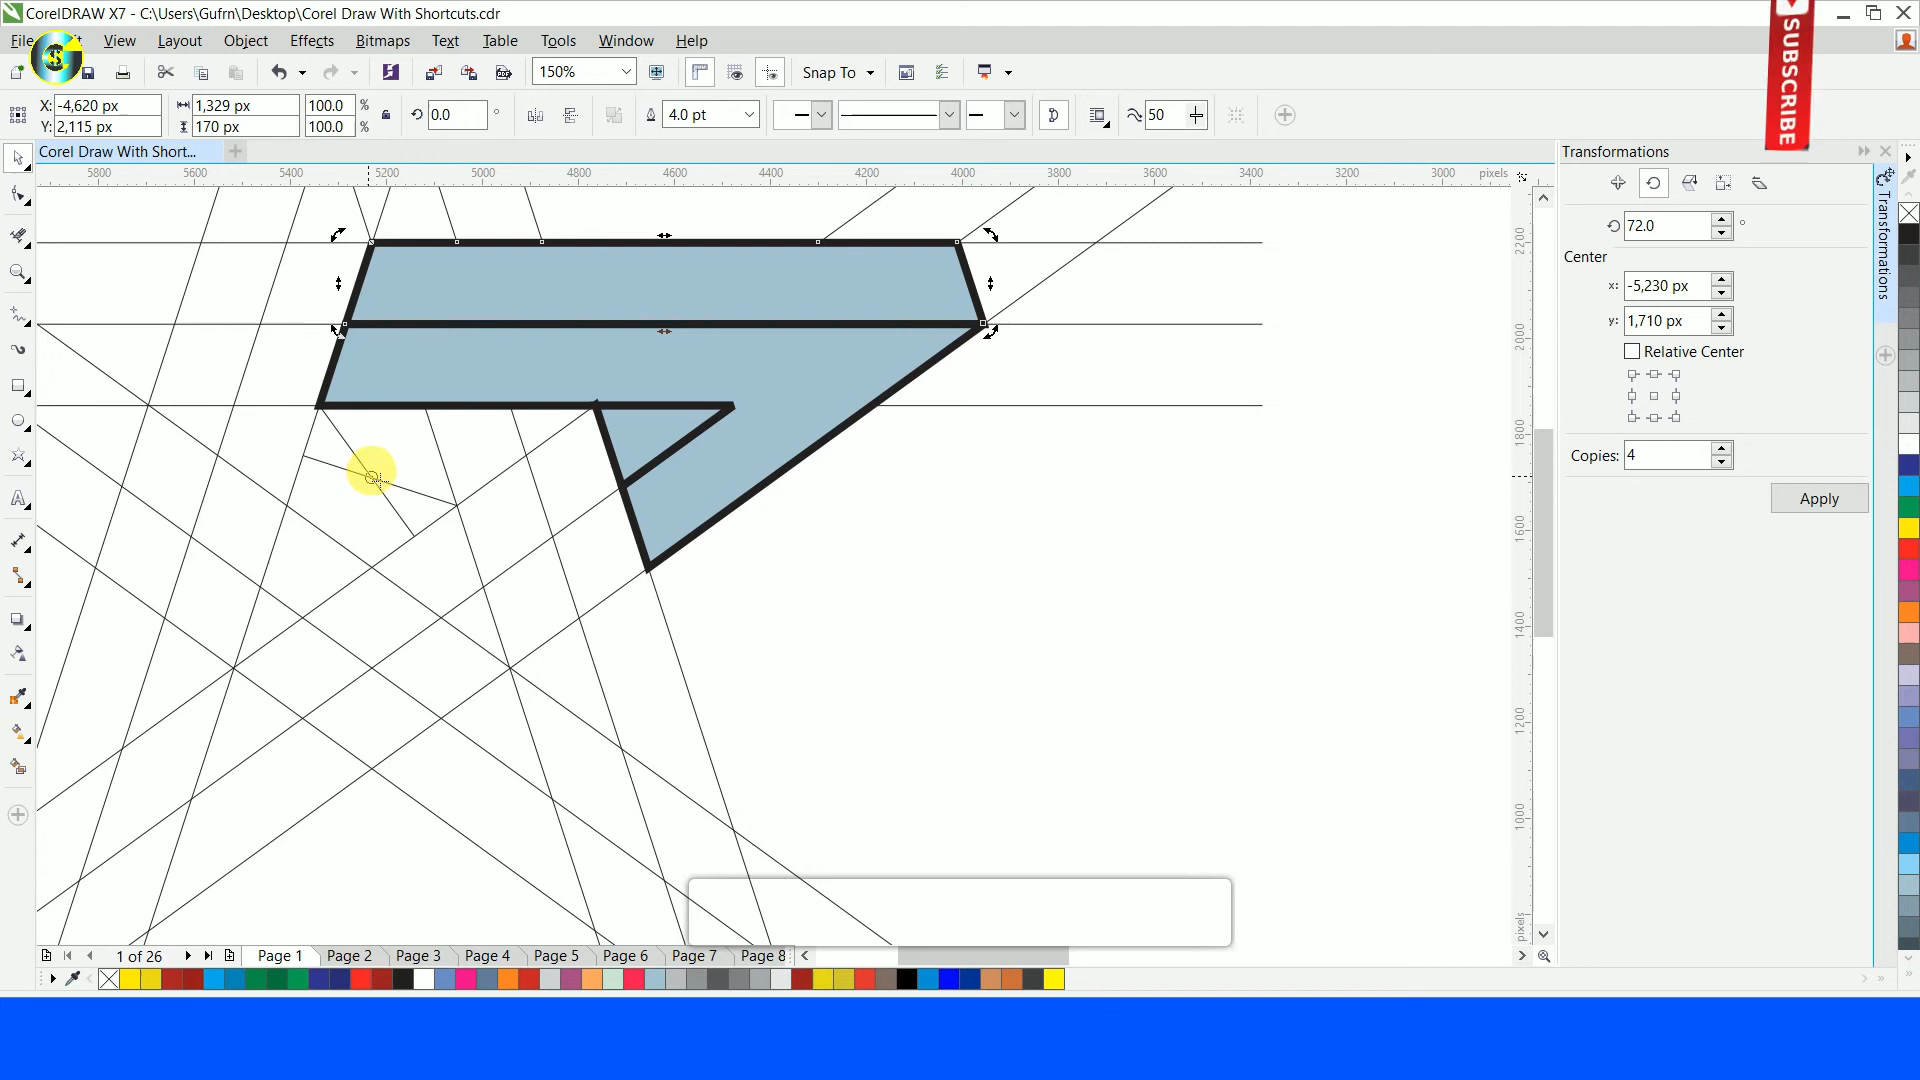 CorelDRAW X7 - C:\Users\Gufrn\Desktop\Corel Draw With Shortcuts.cdr
File View Layout Object Effects Bitmaps Text Table Tools Window Help
$
SUBSCRIBE
150% Snap To
X: -4,620 px 1,329 px 100.0 % 0.0 ° 4.0 pt 50
Y: 2,115 px 170 px 100.0 %
Corel Draw With Short...
Transformations
5800 5600 5400 5200 5000 4800 4600 4400 4200 4000 3800 3600 3400 3200 3000 pixels
2200
2000
1800
1600
1400
1200
1000
pixels
72.0 °
Center
x: -5,230 px
y: 1,710 px
Relative Center
Copies: 4
Apply
Transformations
1 of 26 Page 1 Page 2 Page 3 Page 4 Page 5 Page 6 Page 7 Page 8